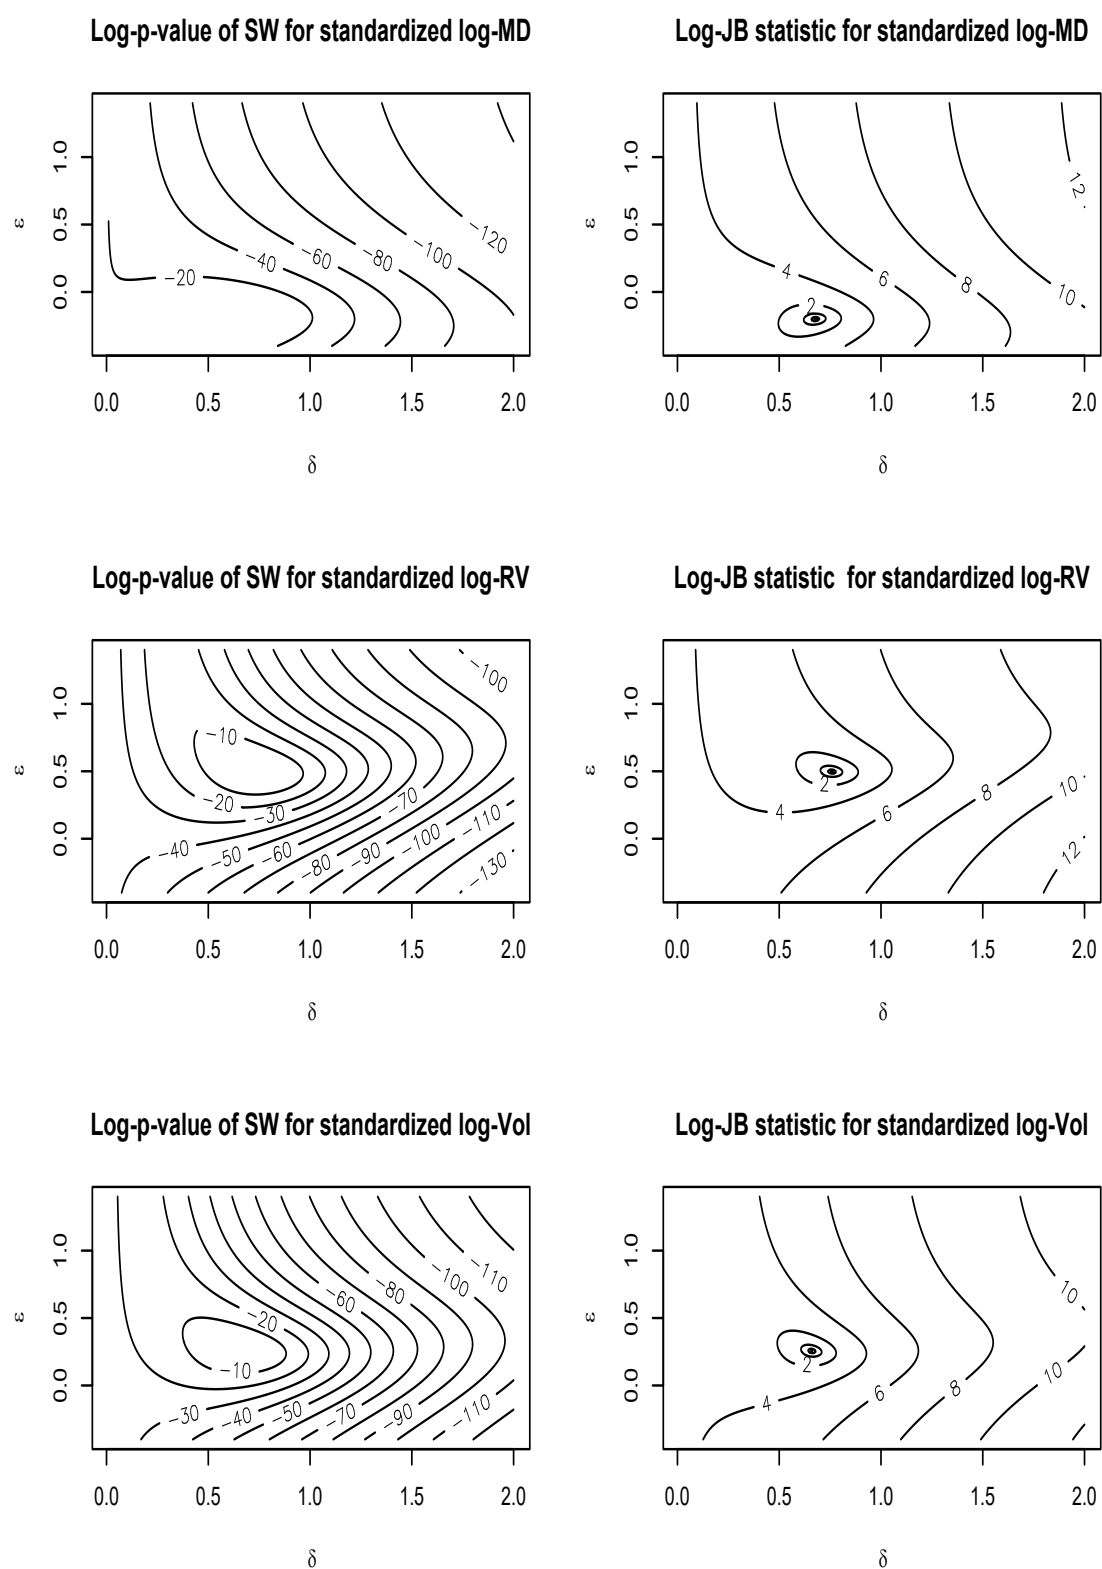 Log-p-value of SW for standardized log-MD
Log-JB statistic for standardized log-MD
ε
0.0 0.5 1.0
-20
-40
-60
-80
-100
-120
0.0 0.5 1.0 1.5 2.0
δ
ε
0.0 0.5 1.0
2
4
6
8
10
12
0.0 0.5 1.0 1.5 2.0
δ
Log-p-value of SW for standardized log-RV
Log-JB statistic for standardized log-RV
ε
0.0 0.5 1.0
-10
-20
-30
-40
-50
-60
-70
-80
-90
-100
-100
-110
-130
0.0 0.5 1.0 1.5 2.0
δ
ε
0.0 0.5 1.0
2
4
6
8
10
12
0.0 0.5 1.0 1.5 2.0
δ
Log-p-value of SW for standardized log-Vol
Log-JB statistic for standardized log-Vol
ε
0.0 0.5 1.0
-10
-20
-30
-40
-50
-60
-70
-80
-90
-100
-110
-110
0.0 0.5 1.0 1.5 2.0
δ
ε
0.0 0.5 1.0
2
4
6
8
10
10
0.0 0.5 1.0 1.5 2.0
δ